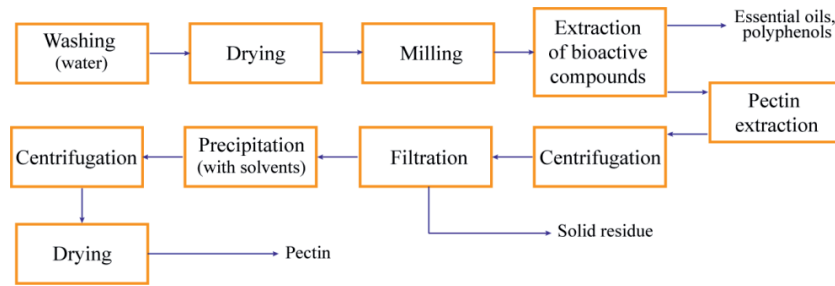 Washing
(water)
Drying
Milling
Extraction
of bioactive
compounds
Essential oils,
polyphenols
Pectin
extraction
Centrifugation
Filtration
Precipitation
(with solvents)
Centrifugation
Solid residue
Drying
Pectin